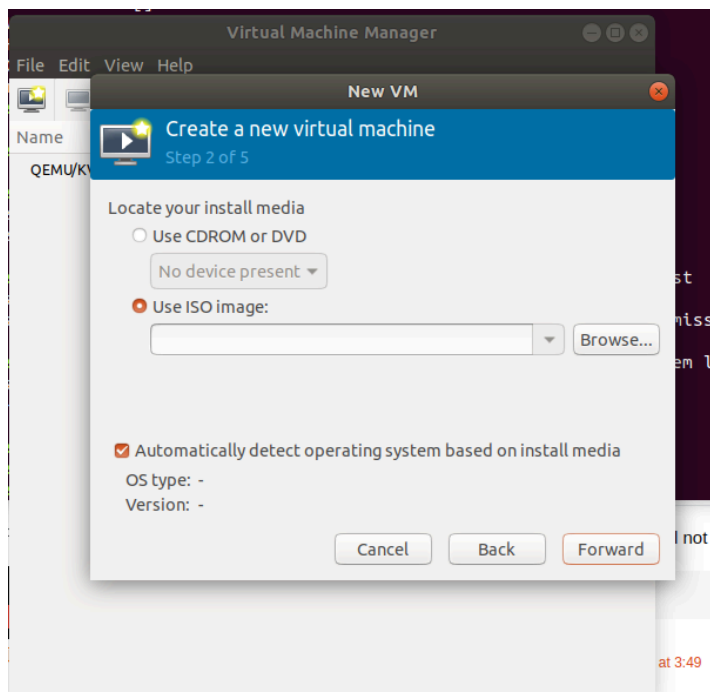 Virtual Machine Manager
File Edit View Help
New VM
Create a new virtual machine
Step 2 of 5
Name
QEMU/KV
Locate your install media
Use CDROM or DVD
No device present
Use ISO image:
Browse...
st
miss
em l
Automatically detect operating system based on install media
OS type: -
Version: -
Cancel Back Forward
not
at 3:49